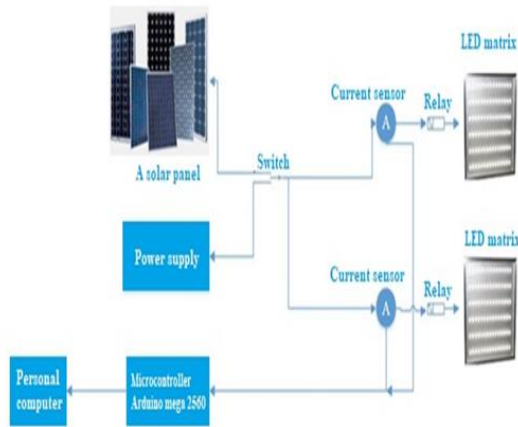 LED matrix
Current sensor
Relay
A
A solar panel
Switch
Power supply
LED matrix
Current sensor
Relay
A
Personal
computer
Microcontroller
Arduino mega 2560